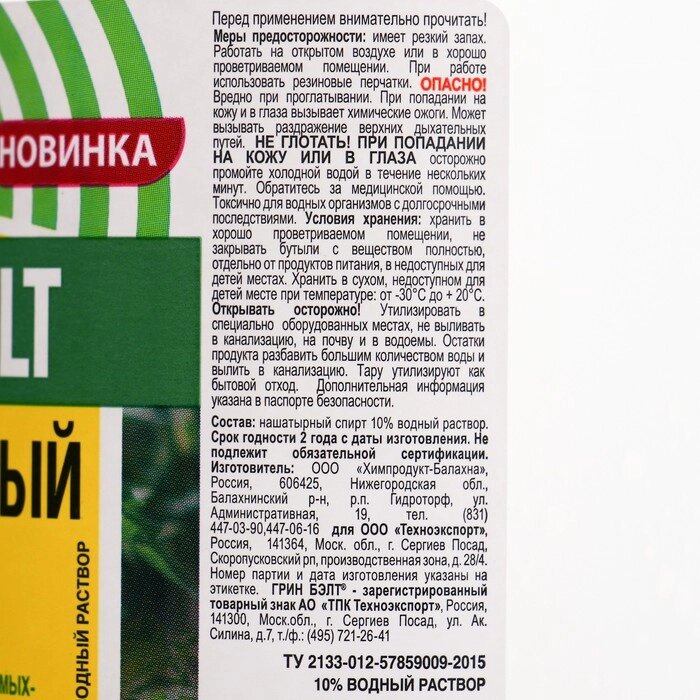 Перед применением внимательно прочитать!
Меры предосторожности: имеет резкий запах.
Работать на открытом воздухе или в хорошо
проветриваемом помещении. При работе
использовать резиновые перчатки. ОПАСНО!
Вредно при проглатывании. При попадании на
кожу и в глаза вызывает химические ожоги. Может
вызывать раздражение верхних дыхательных
путей. НЕ ГЛОТАТЬ! ПРИ ПОПАДАНИИ
НА КОЖУ ИЛИ В ГЛАЗА осторожно
промойте холодной водой в течение нескольких
минут. Обратитесь за медицинской помощью.
Токсично для водных организмов с долгосрочными
последствиями. Условия хранения: хранить в
хорошо проветриваемом помещении, не
закрывать бутыли с веществом полностью,
отдельно от продуктов питания, в недоступных для
детей местах. Хранить в сухом, недоступном для
детей месте при температуре: от -30°С до + 20°С.
Открывать осторожно! Утилизировать в
специально оборудованных местах, не выливать
в канализацию, на почву и в водоемы. Остатки
продукта разбавить большим количеством воды и
вылить в канализацию. Тару утилизируют как
бытовой отход. Дополнительная информация
указана в паспорте безопасности.
Состав: нашатырный спирт 10% водный раствор.
Срок годности 2 года с даты изготовления. Не
подлежит обязательной сертификации.
Изготовитель: ООО «Химпродукт-Балахна»,
Россия, 606425, Нижегородская обл.,
Балахнинский р-н, р.п. Гидроторф, ул.
Административная, 19, тел. (831)
447-03-90,447-06-16 для ООО «Техноэкспорт»,
Россия, 141364, Моск. обл., г. Сергиев Посад,
Скоропусковский рп, производственная зона, д. 28/4.
Номер партии и дата изготовления указаны на
этикетке. ГРИН БЭЛТ® - зарегистрированный
товарный знак АО «ТПК Техноэкспорт», Россия,
141300, Моск.обл., г. Сергиев Посад, ул. Ак.
Силина, д.7, т./ф.: (495) 721-26-41
ТУ 2133-012-57859009-2015
10% ВОДНЫЙ РАСТВОР
НОВИНКА
LT
ЫЙ
ОДНЫЙ РАСТВОР
МЫХ-